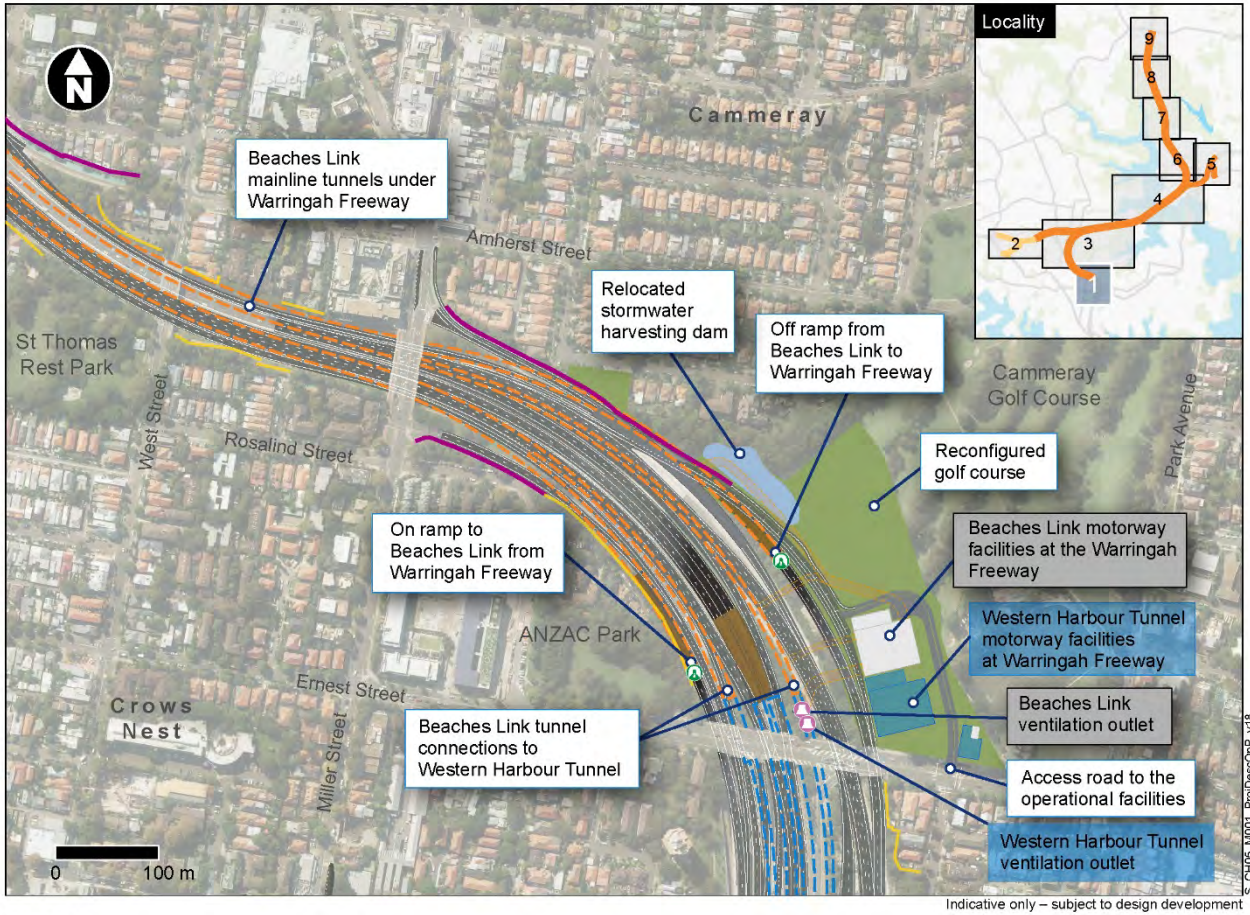 Locality
9
8
7
6
5
4
3
2
1
N
Cammeray
Beaches Link
mainline tunnels under
Warringah Freeway
Amherst Street
Relocated
stormwater
harvesting dam
Off ramp from
Beaches Link to
Warringah Freeway
St Thomas
Rest Park
Cammeray
Golf Course
Park Avenue
West Street
Rosalind Street
Reconfigured
golf course
On ramp to
Beaches Link from
Warringah Freeway
Beaches Link motorway
facilities at the Warringah
Freeway
ANZAC Park
Western Harbour Tunnel
motorway facilities
at Warringah Freeway
Ernest Street
Crows
Nest
Miller Street
Beaches Link tunnel
connections to
Western Harbour Tunnel
Beaches Link
ventilation outlet
Access road to the
operational facilities
Western Harbour Tunnel
ventilation outlet
0 100 m
Indicative only – subject to design development